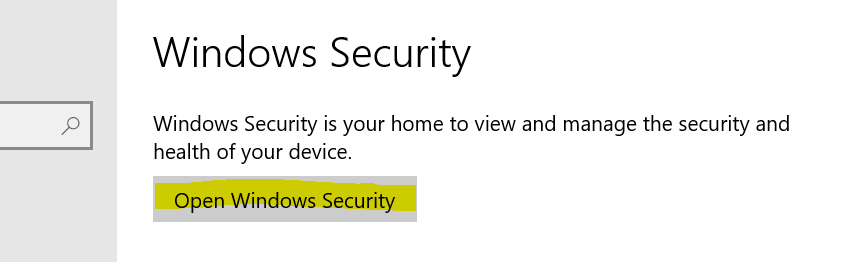 Windows Security
Windows Security is your home to view and manage the security and
health of your device.
Open Windows Security